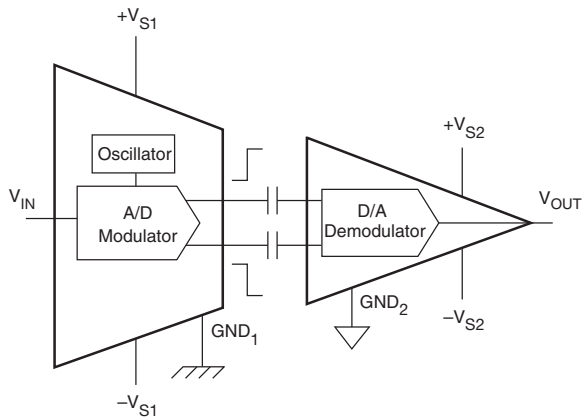 +VS1
Oscillator
+VS2
VIN
A/D
Modulator
D/A
Demodulator
VOUT
GND1
GND2
–VS1
–VS2